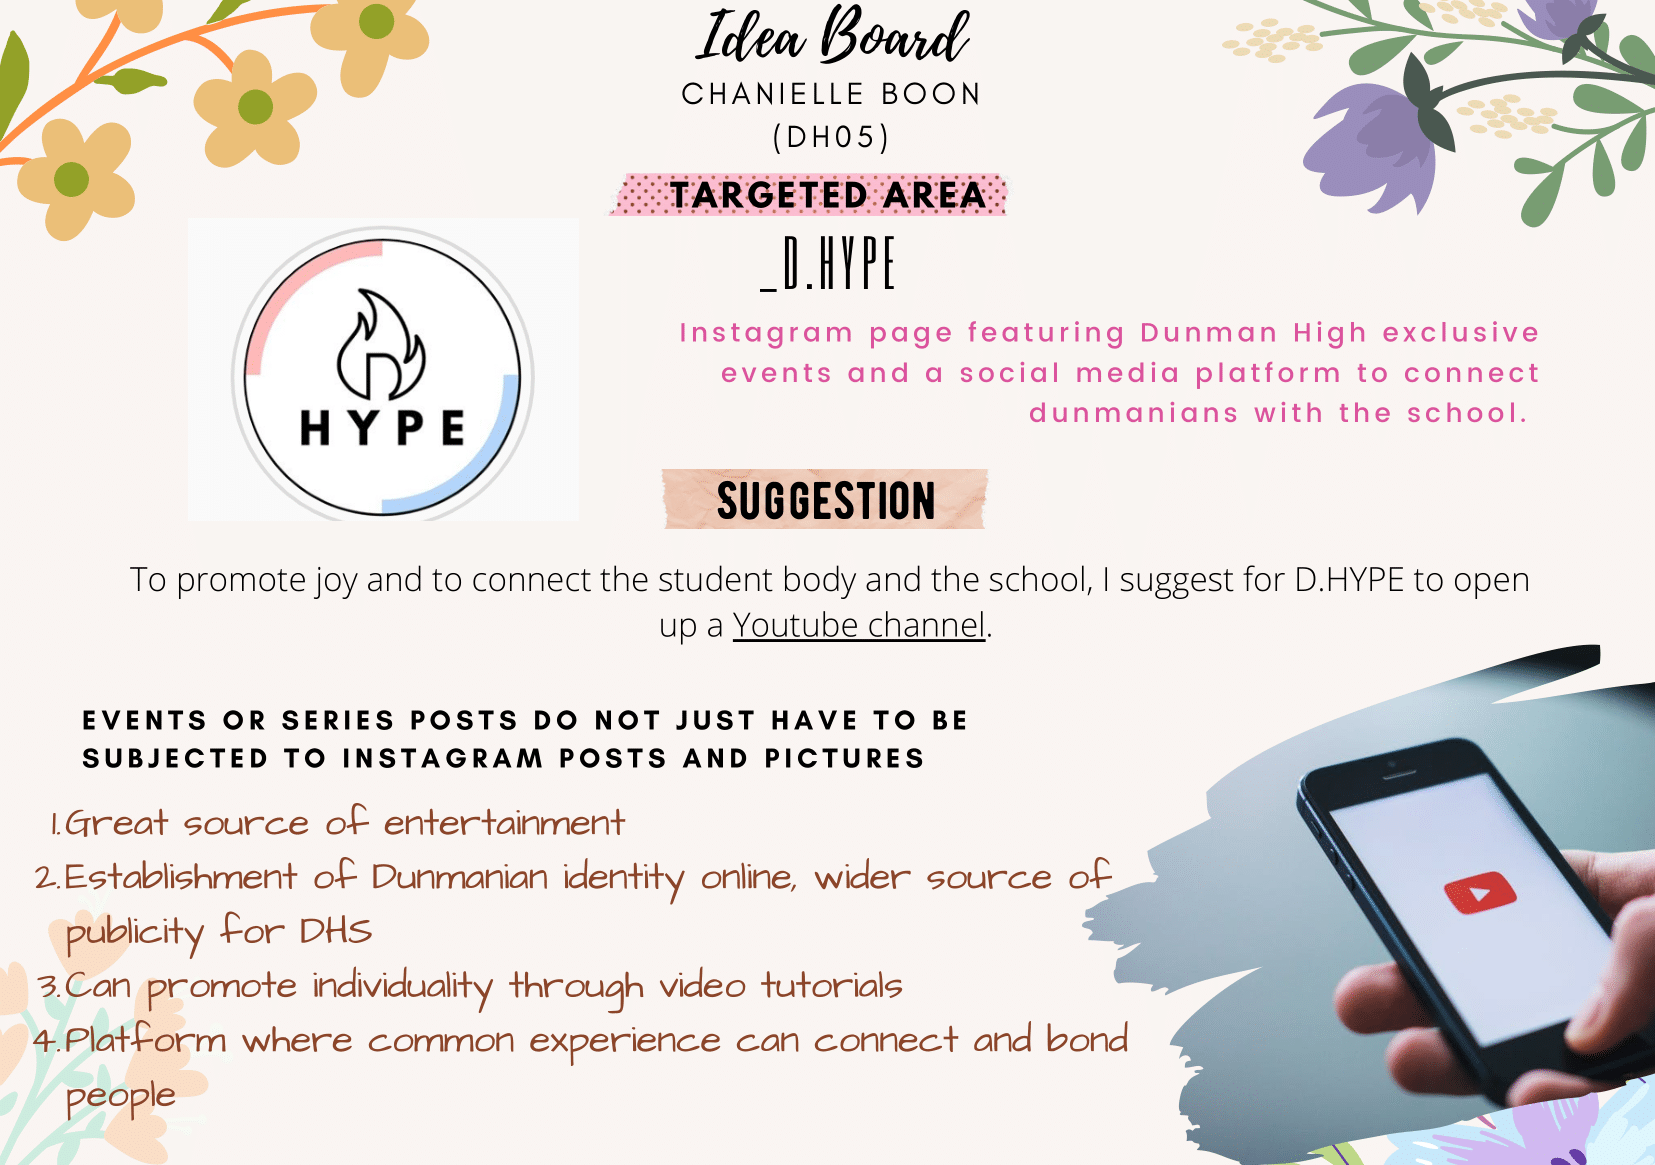 Idea Board
CHANIELLE BOON
(DH05)
TARGETED AREA
_D.HYPE
HYPE
Instagram page featuring Dunman High exclusive
events and a social media platform to connect
dunmanians with the school.
SUGGESTION
To promote joy and to connect the student body and the school, I suggest for D.HYPE to open
up a Youtube channel.
EVENTS OR SERIES POSTS DO NOT JUST HAVE TO BE
SUBJECTED TO INSTAGRAM POSTS AND PICTURES
1. Great source of entertainment
2. Establishment of Dunmanian identity online, wider source of
publicity for DHS
3. Can promote individuality through video tutorials
4. Platform where common experience can connect and bond
people